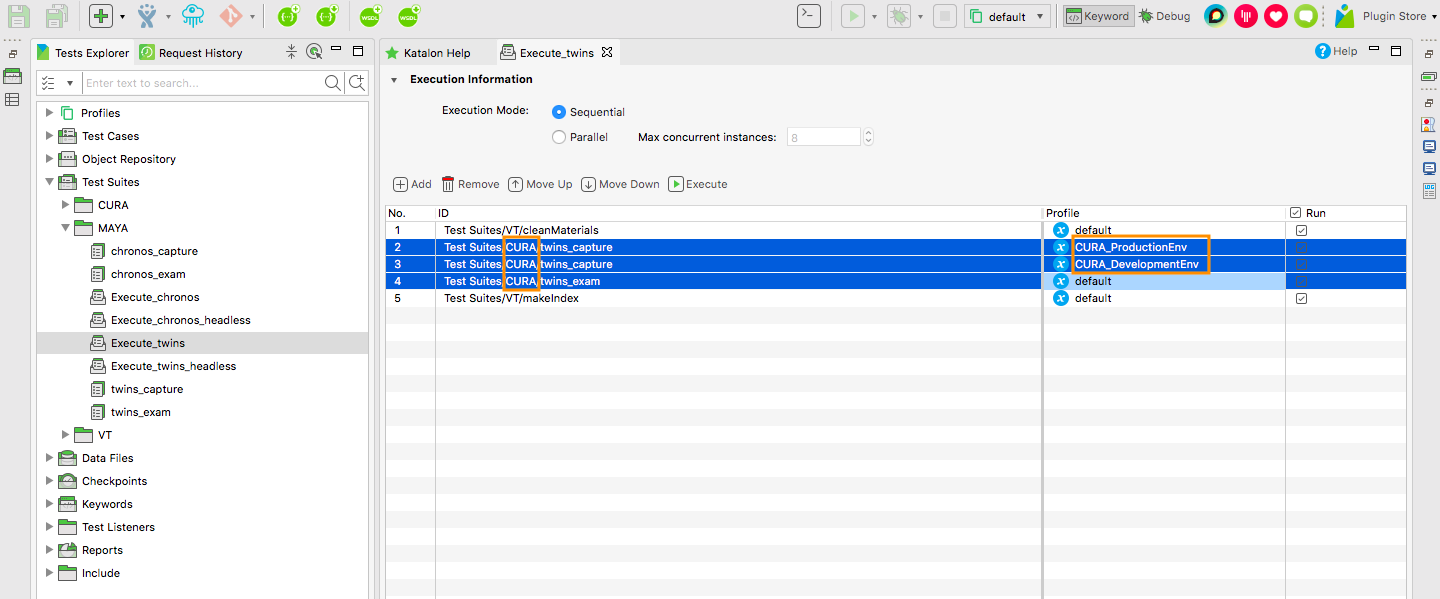 default
Keyword
Debug
Plugin Store
Tests Explorer
Request History
Enter text to search...
Profiles
Test Cases
Object Repository
Test Suites
CURA
MAYA
chronos_capture
chronos_exam
Execute_chronos
Execute_chronos_headless
Execute_twins
Execute_twins_headless
twins_capture
twins_exam
VT
Data Files
Checkpoints
Keywords
Test Listeners
Reports
Include
Katalon Help
Execute_twins
Help
Execution Information
Execution Mode:
Sequential
Parallel
Max concurrent instances:
8
Add
Remove
Move Up
Move Down
Execute
No. ID Profile Run
1 Test Suites/VT/cleanMaterials default
2 Test Suites/CURA/twins_capture CURA_ProductionEnv
3 Test Suites/CURA/twins_capture CURA_DevelopmentEnv
4 Test Suites/CURA/twins_exam default
5 Test Suites/VT/makeIndex default